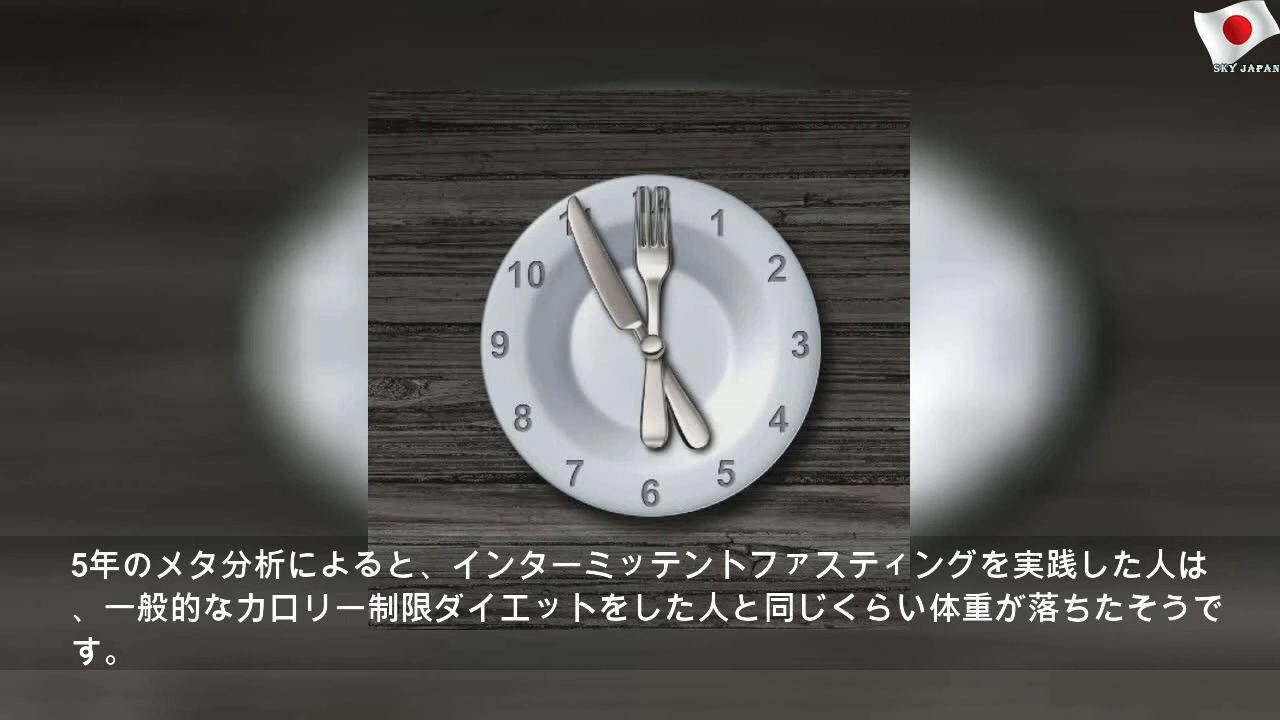 SKY JAPAN
12
1
2
3
4
5
6
7
8
9
10
5年のメタ分析によると、インターミッテントファスティングを実践した人は
、一般的なカロリー制限ダイエットをした人と同じくらい体重が落ちたそうで
す。